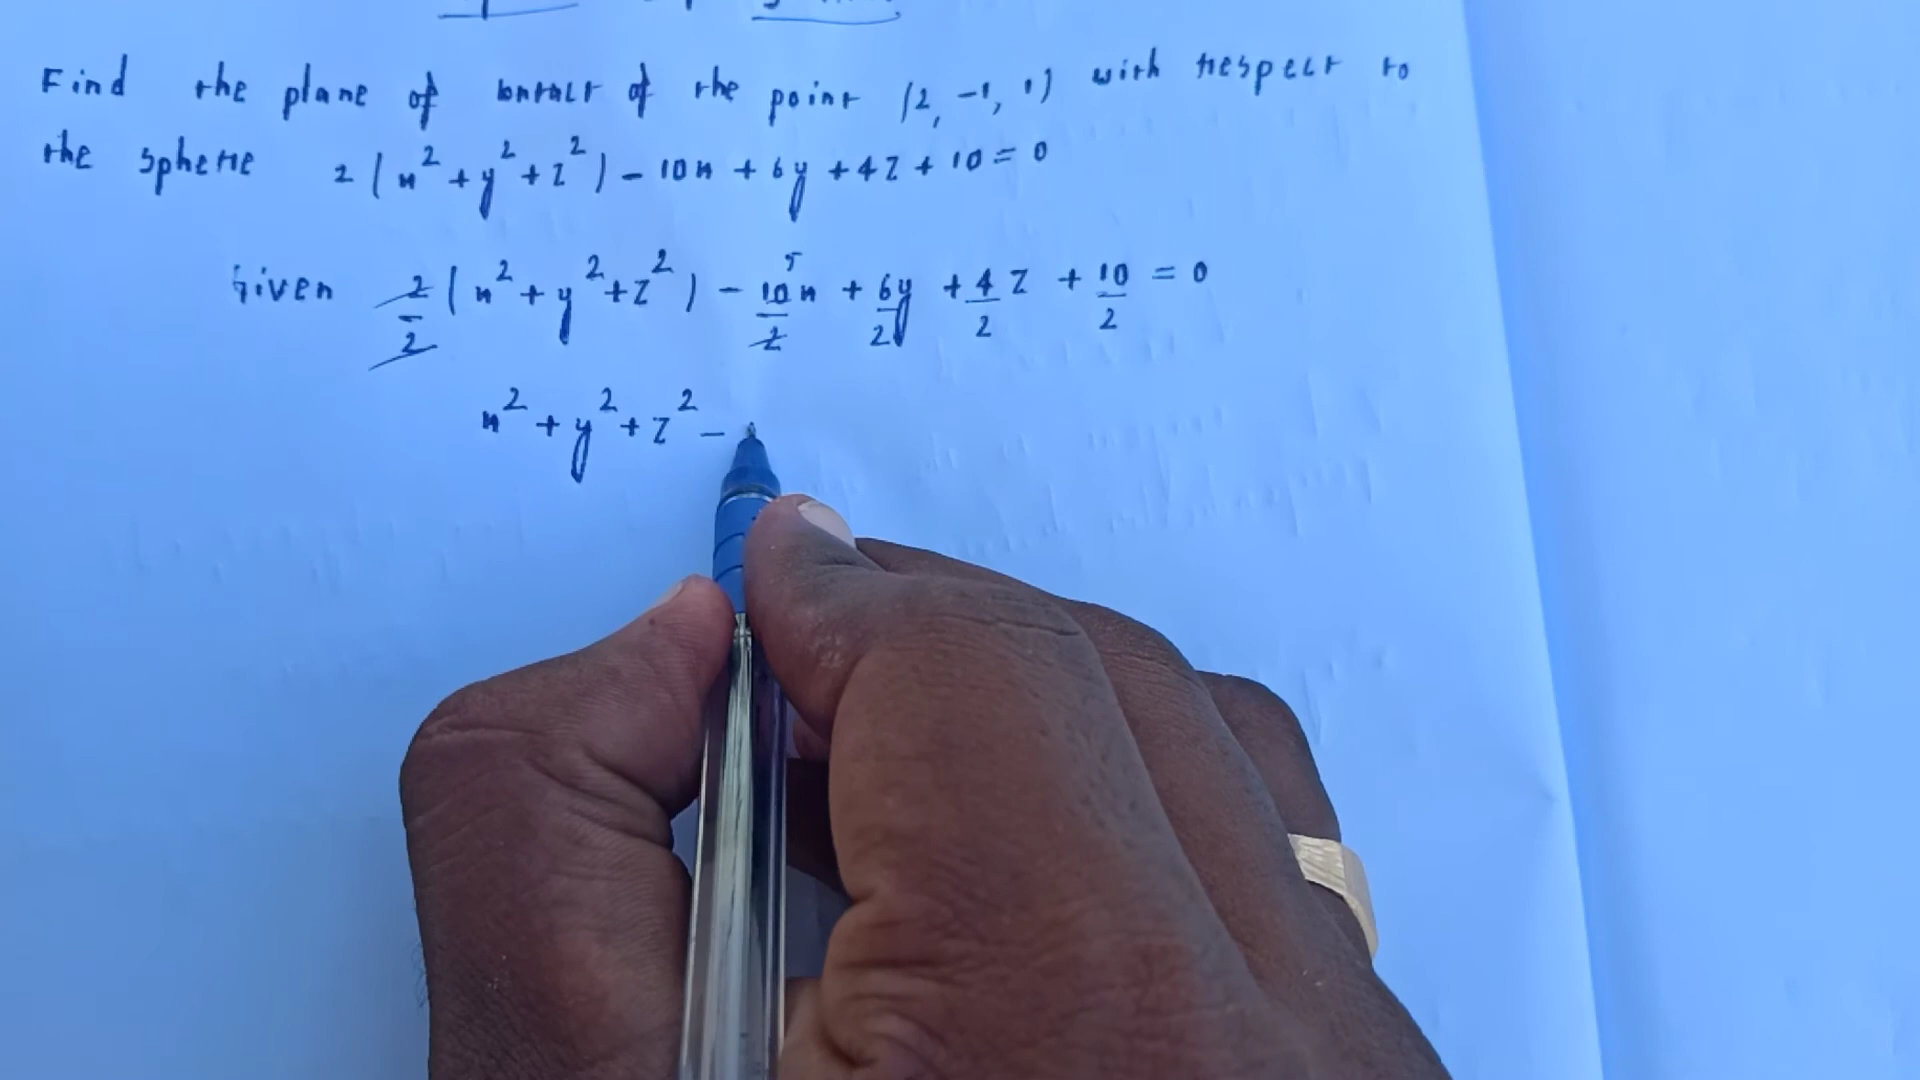 Find the plane of contact of the point (2, -1, 1) with respect to
the sphere 2(x² + y² + z²) - 10x + 6y + 4z + 10 = 0
Given 2/2 (x² + y² + z²) - 10/2 5 x + 6y/2 + 4/2 z + 10/2 = 0
x² + y² + z² -